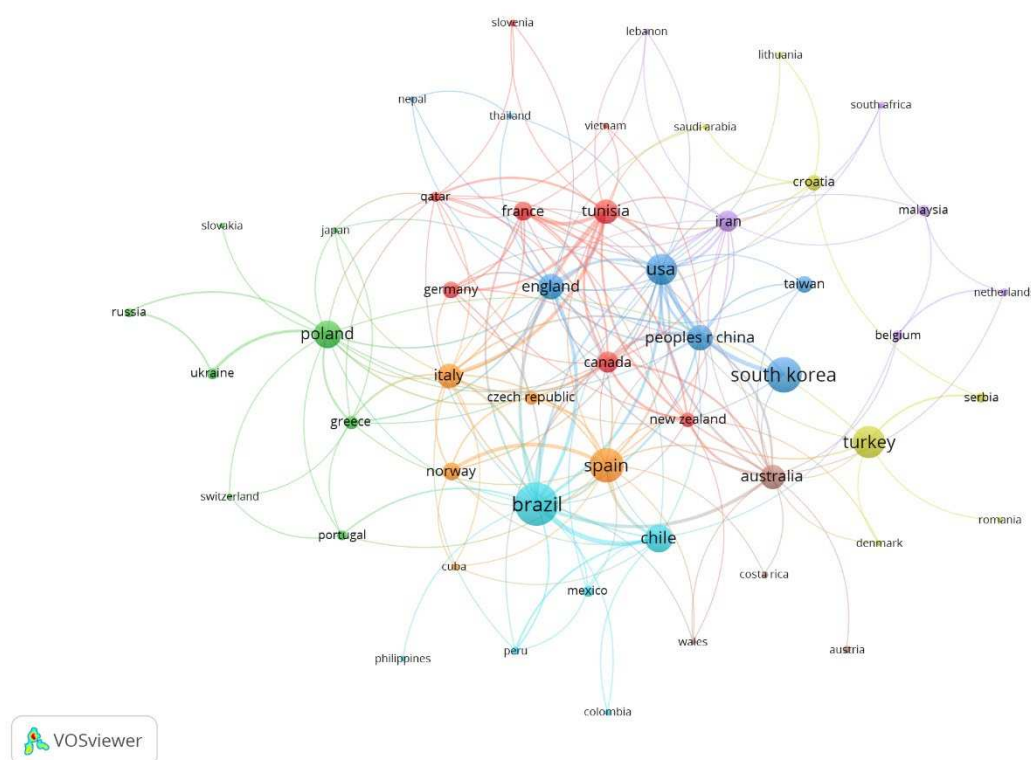 slovenia
lebanon
lithuania
nepal
thailand
vietnam
saudi arabia
south africa
croatia
qatar
france
tunisia
iran
malaysia
slovakia
japan
usa
germany
england
taiwan
netherland
russia
poland
peoples r china
belgium
canada
ukraine
italy
south korea
czech republic
serbia
greece
new zealand
turkey
norway
spain
australia
switzerland
brazil
romania
portugal
chile
denmark
cuba
costa rica
mexico
wales
austria
philippines
peru
colombia
VOSviewer